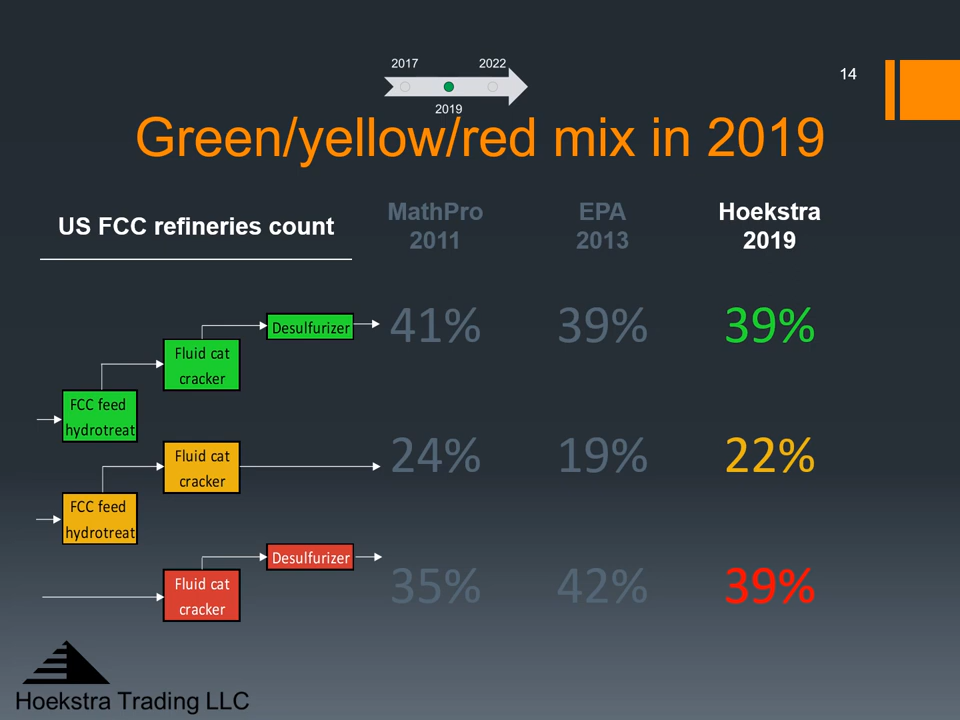 2017
2022
14
2019
Green/yellow/red mix in 2019
US FCC refineries count
MathPro
2011
EPA
2013
Hoekstra
2019
Desulfurizer
41%
39%
39%
Fluid cat
cracker
FCC feed
hydrotreat
Fluid cat
cracker
24%
19%
22%
FCC feed
hydrotreat
Desulfurizer
Fluid cat
cracker
35%
42%
39%
Hoekstra Trading LLC